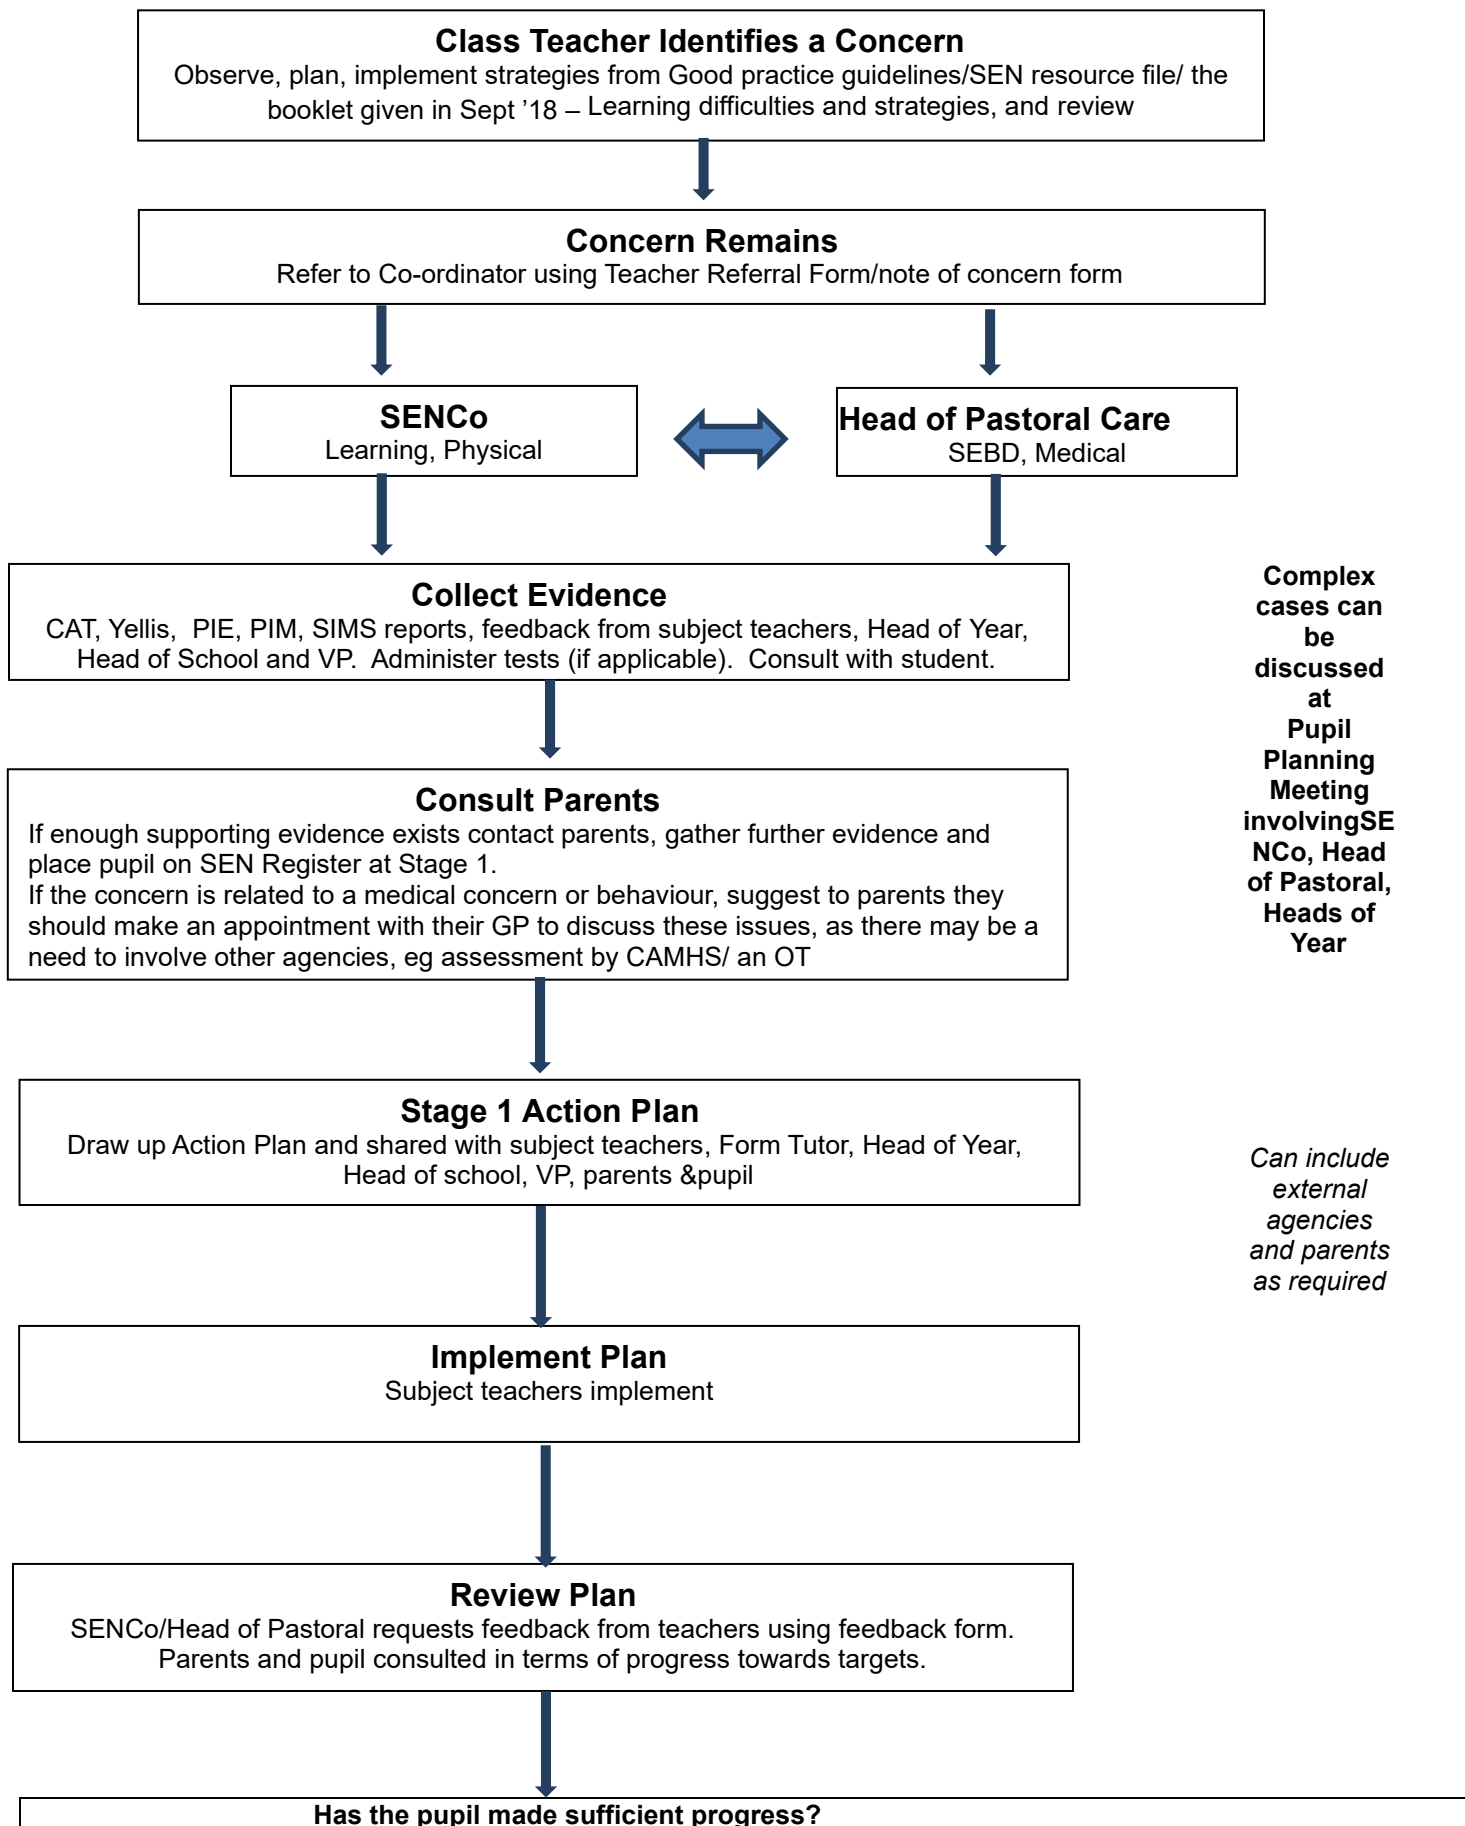 Class Teacher Identifies a Concern
Observe, plan, implement strategies from Good practice guidelines/SEN resource file/ the
booklet given in Sept ’18 – Learning difficulties and strategies, and review
Concern Remains
Refer to Co-ordinator using Teacher Referral Form/note of concern form
SENCo
Learning, Physical
Head of Pastoral Care
SEBD, Medical
Collect Evidence
CAT, Yellis,  PIE, PIM, SIMS reports, feedback from subject teachers, Head of Year,
Head of School and VP.  Administer tests (if applicable).  Consult with student.
Consult Parents
If enough supporting evidence exists contact parents, gather further evidence and
place pupil on SEN Register at Stage 1.
If the concern is related to a medical concern or behaviour, suggest to parents they
should make an appointment with their GP to discuss these issues, as there may be a
need to involve other agencies, eg assessment by CAMHS/ an OT
Complex
cases can
be
discussed
at
Pupil
Planning
Meeting
involvingSE
NCo, Head
of Pastoral,
Heads of
Year
Stage 1 Action Plan
Draw up Action Plan and shared with subject teachers, Form Tutor, Head of Year,
Head of school, VP, parents &pupil
Can include
external
agencies
and parents
as required
Implement Plan
Subject teachers implement
Review Plan
SENCo/Head of Pastoral requests feedback from teachers using feedback form.
Parents and pupil consulted in terms of progress towards targets.
Has the pupil made sufficient progress?